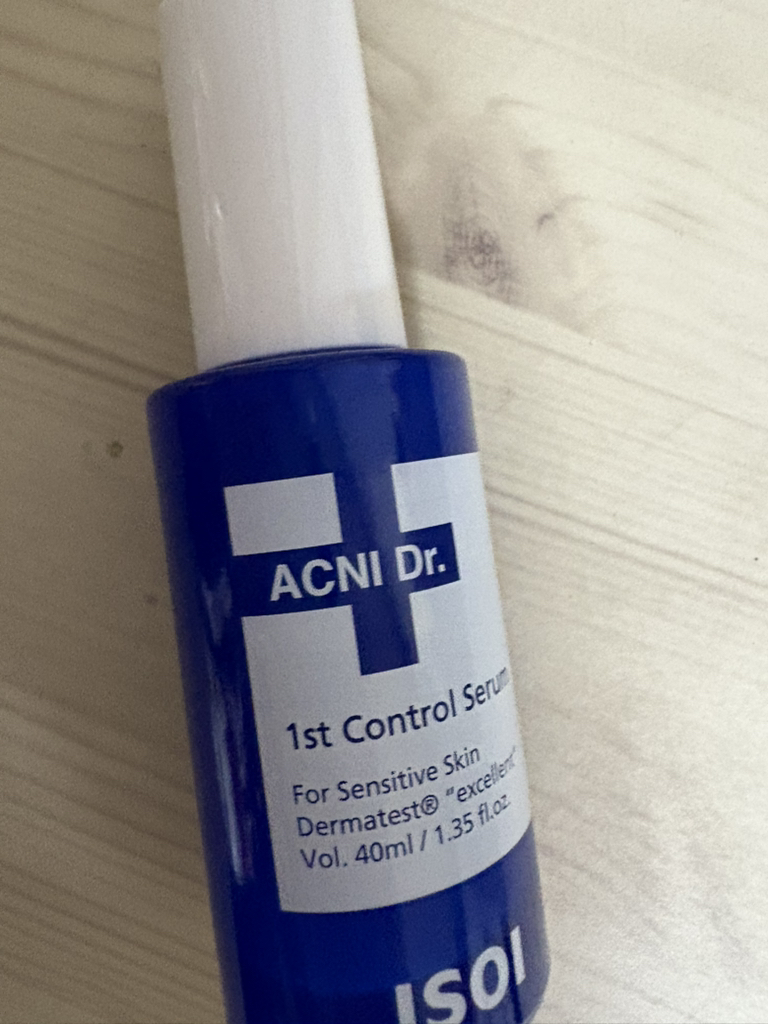 ACNI Dr.
1st Control Serum
For Sensitive Skin
Dermatest® "excellent"
Vol. 40ml / 1.35 fl.oz.
ISOI